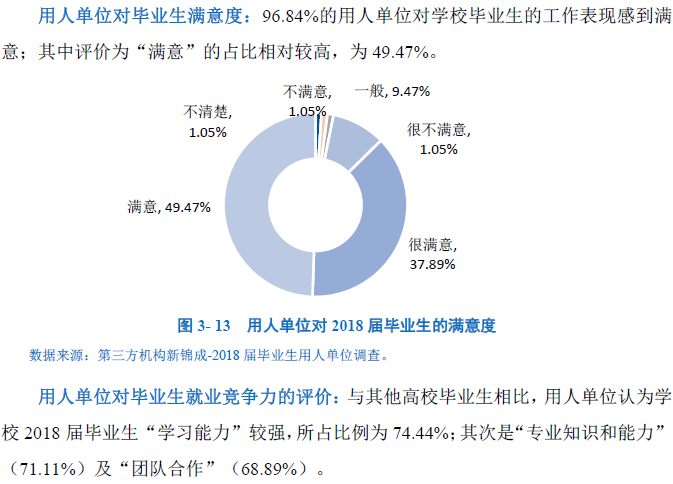 用人单位对毕业生满意度：96.84%的用人单位对学校毕业生的工作表现感到满
意；其中评价为“满意”的占比相对较高，为 49.47%。
不满意,
1.05%
一般, 9.47%
不清楚,
1.05%
很不满意,
1.05%
满意, 49.47%
很满意,
37.89%
图 3- 13 用人单位对 2018 届毕业生的满意度
数据来源：第三方机构新锦成-2018 届毕业生用人单位调查。
用人单位对毕业生就业竞争力的评价：与其他高校毕业生相比，用人单位认为学
校 2018 届毕业生“学习能力”较强，所占比例为 74.44%；其次是“专业知识和能力”
（71.11%）及“团队合作”（68.89%）。